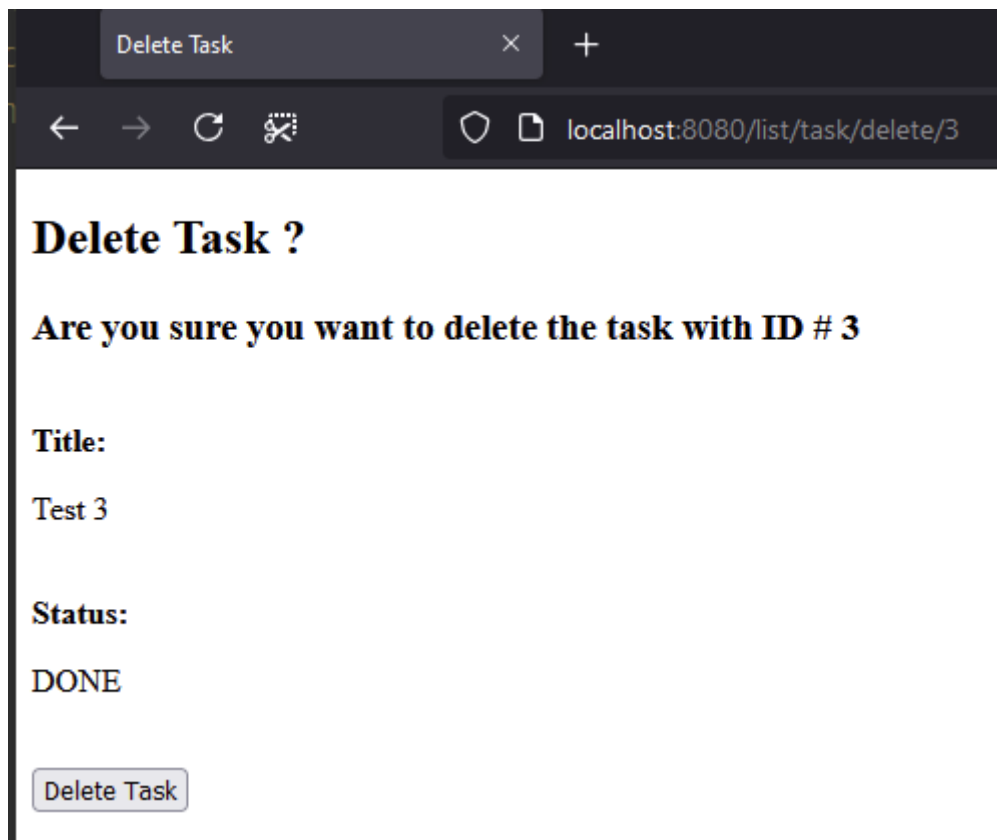 Delete Task
localhost:8080/list/task/delete/3
Delete Task ?
Are you sure you want to delete the task with ID # 3
Title:
Test 3
Status:
DONE
Delete Task